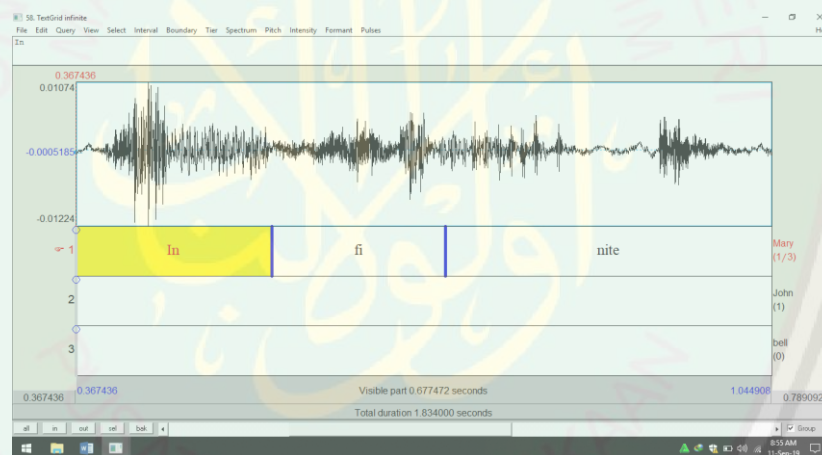 58. TextGrid infinite
File Edit Query View Select Interval Boundary Tier Spectrum Pitch Intensity Formant Pulses
In
0.367436
0.01074
-0.0005185
-0.01224
1 In fi nite Mary (1/3)
2 John (1)
3 bell (0)
0.367436 0.367436 Visible part 0.677472 seconds 1.044908 0.789092
Total duration 1.834000 seconds
all in out sel bak Group
8:55 AM
11-Sep-19